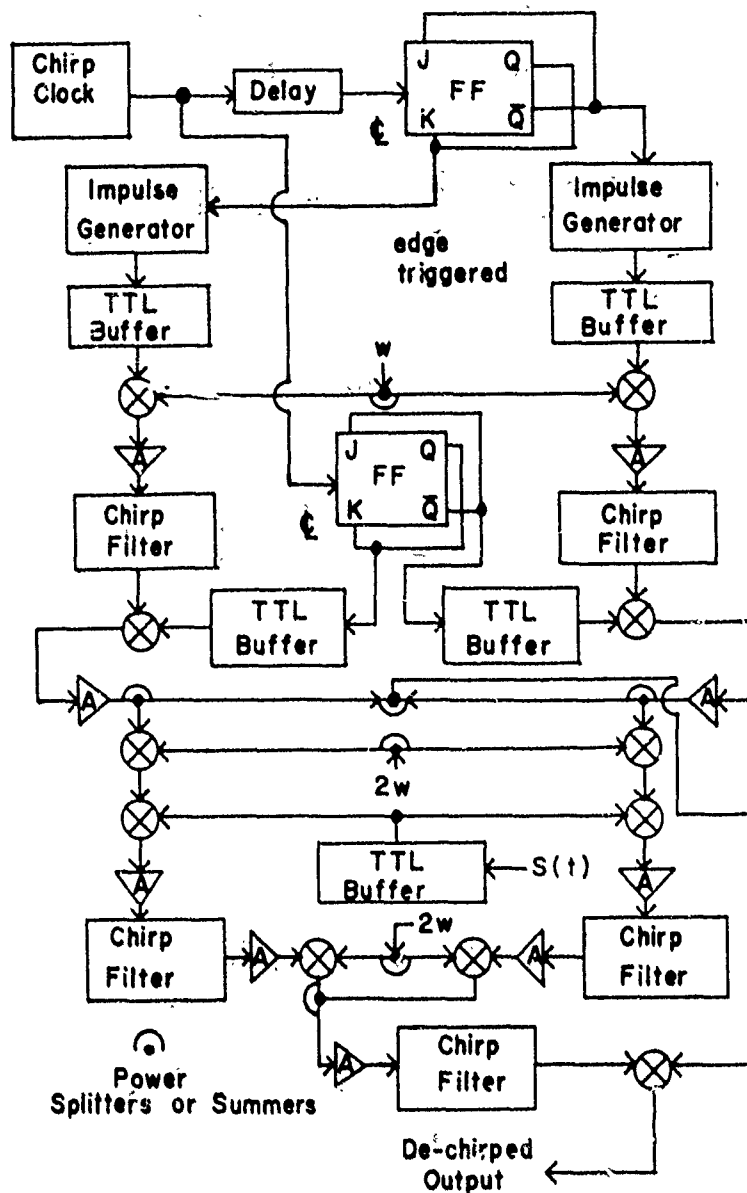 Chirp
Clock
Delay
J Q
FF
K Q̅
℄
Impulse
Generator
Impulse
Generator
edge
triggered
TTL
Buffer
TTL
Buffer
w
A
J Q
FF
K Q̅
℄
A
Chirp
Filter
Chirp
Filter
TTL
Buffer
TTL
Buffer
A
A
2w
TTL
Buffer
S(t)
A
A
Chirp
Filter
A
2w
A
Chirp
Filter
Power
Splitters or Summers
A
Chirp
Filter
De-chirped
Output